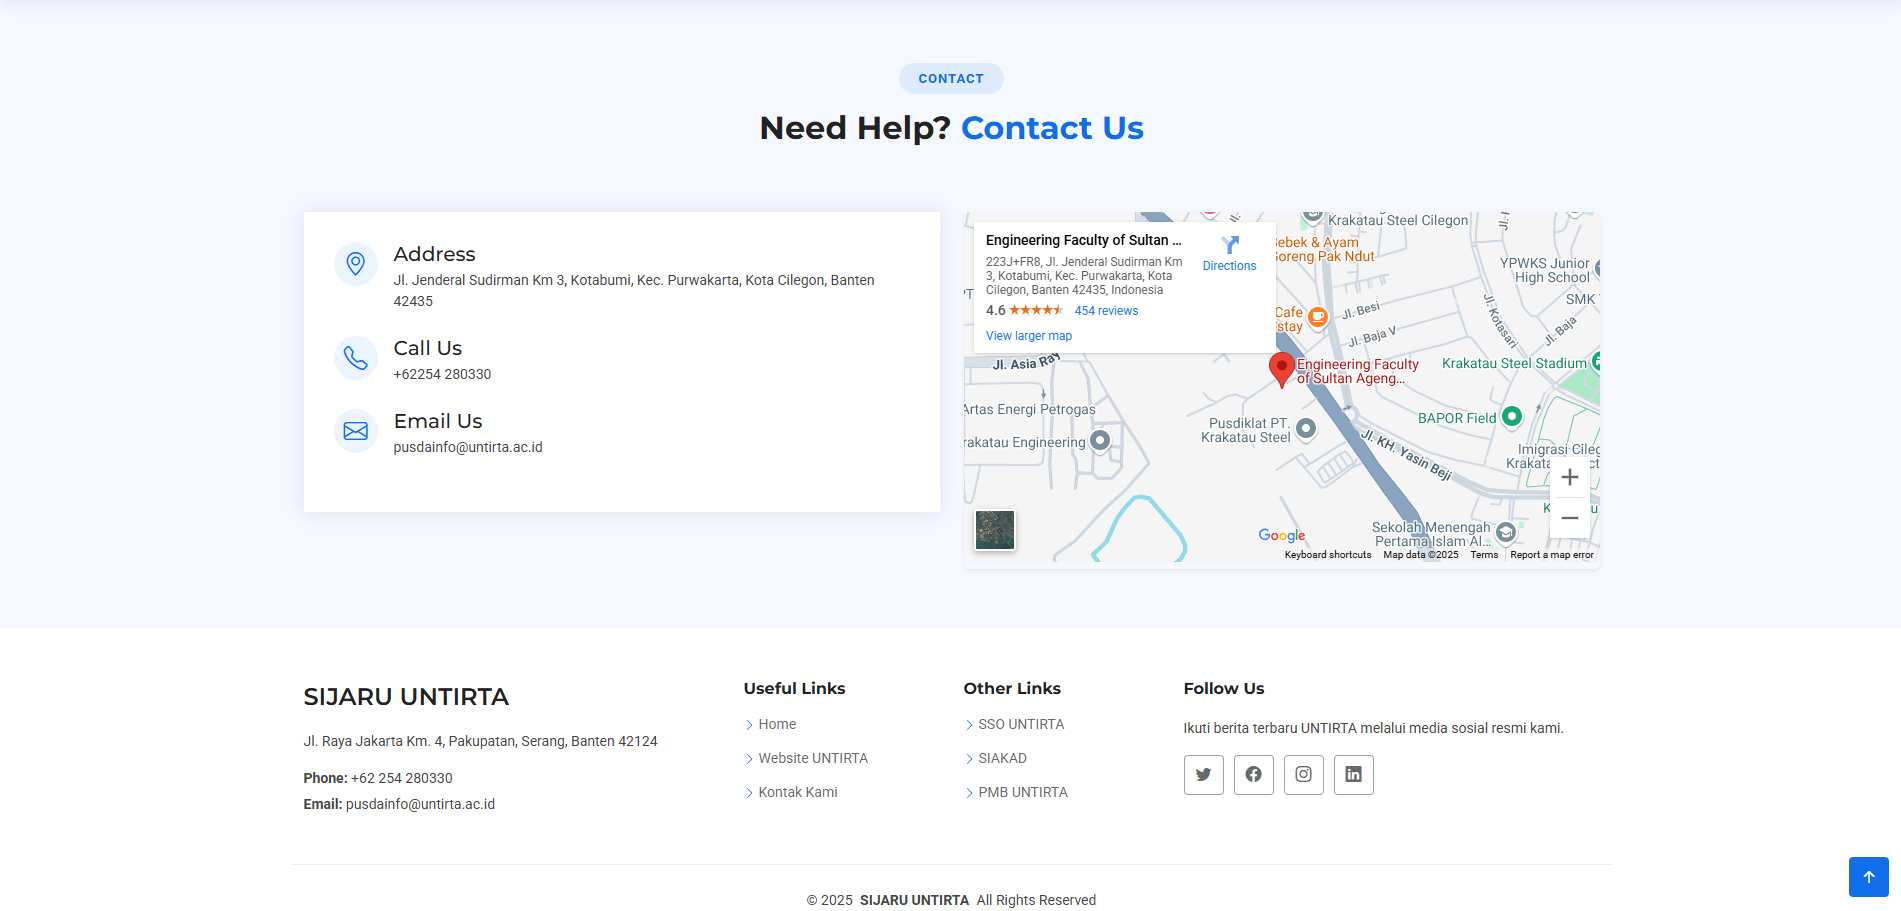 CONTACT
Need Help? Contact Us
Address
Jl. Jenderal Sudirman Km 3, Kotabumi, Kec. Purwakarta, Kota Cilegon, Banten
42435
Call Us
+62254 280330
Email Us
pusdainfo@untirta.ac.id
Engineering Faculty of Sultan ...
223J+FR8, Jl. Jenderal Sudirman Km
3, Kotabumi, Kec. Purwakarta, Kota
Cilegon, Banten 42435, Indonesia
4.6 454 reviews
View larger map
Directions
Krakatau Steel Cilegon
Bebek & Ayam
Goreng Pak Ndut
YPWKS Junior
High School
SMK
Cafe
Jl. Besi
Jl. Baja V
Jl. Kotasari
Jl. Baja
Jl. Asia Ray
Engineering Faculty
of Sultan Ageng...
Krakatau Steel Stadium
Artas Energi Petrogas
Pusdiklat PT.
Krakatau Steel
BAPOR Field
Krakatau Engineering
Jl. KH. Yasin Beji
Imigrasi Cileg
Sekolah Menengah
Pertama Islam Al...
Google
Keyboard shortcuts
Map data ©2025
Terms
Report a map error
SIJARU UNTIRTA
Jl. Raya Jakarta Km. 4, Pakupatan, Serang, Banten 42124
Phone: +62 254 280330
Email: pusdainfo@untirta.ac.id
Useful Links
Home
Website UNTIRTA
Kontak Kami
Other Links
SSO UNTIRTA
SIAKAD
PMB UNTIRTA
Follow Us
Ikuti berita terbaru UNTIRTA melalui media sosial resmi kami.
© 2025 SIJARU UNTIRTA All Rights Reserved